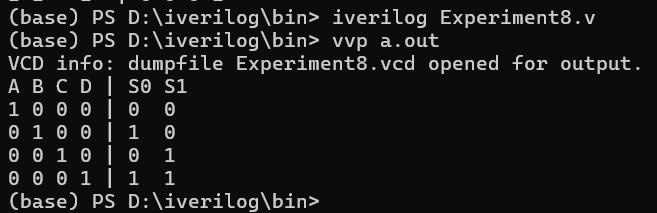 (base) PS D:\iverilog\bin> iverilog Experiment8.v
(base) PS D:\iverilog\bin> vvp a.out
VCD info: dumpfile Experiment8.vcd opened for output.
A B C D | S0 S1
1 0 0 0 | 0  0
0 1 0 0 | 1  0
0 0 1 0 | 0  1
0 0 0 1 | 1  1
(base) PS D:\iverilog\bin>